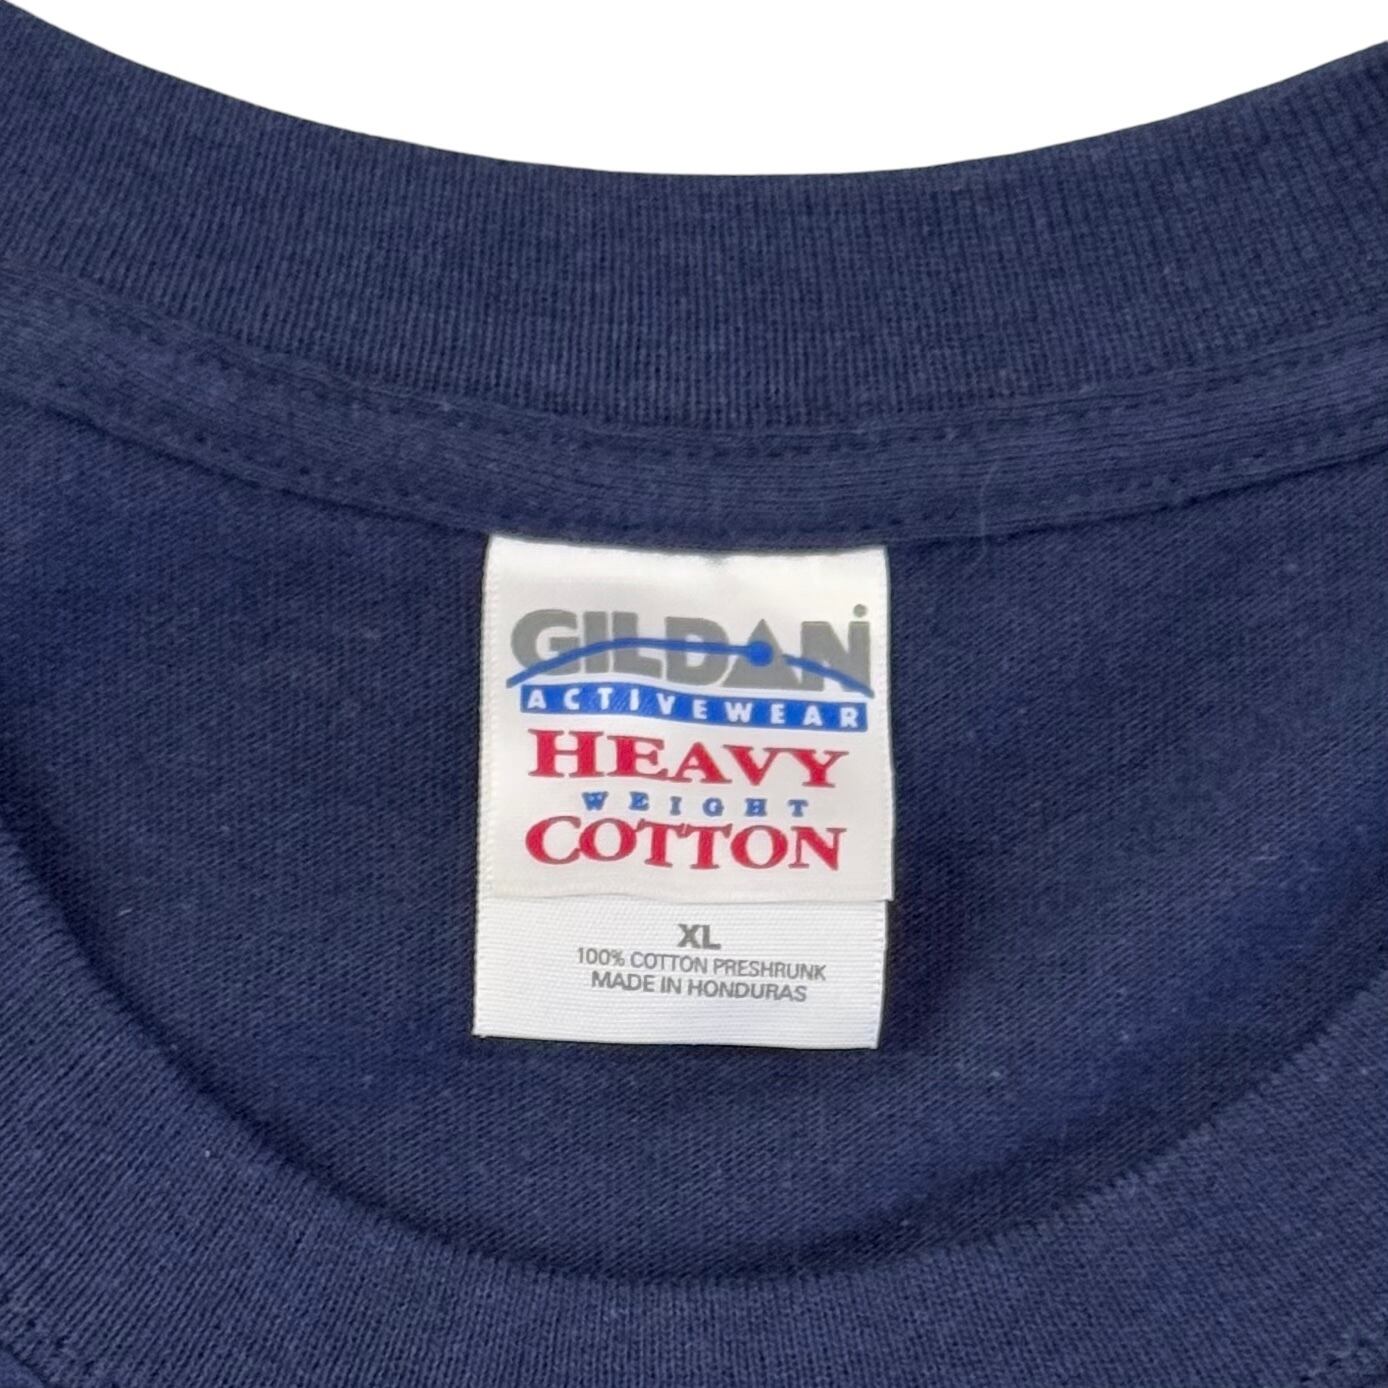 GILDAN
ACTIVEWEAR
HEAVY
WEIGHT
COTTON
XL
100% COTTON PRESHRUNK
MADE IN HONDURAS